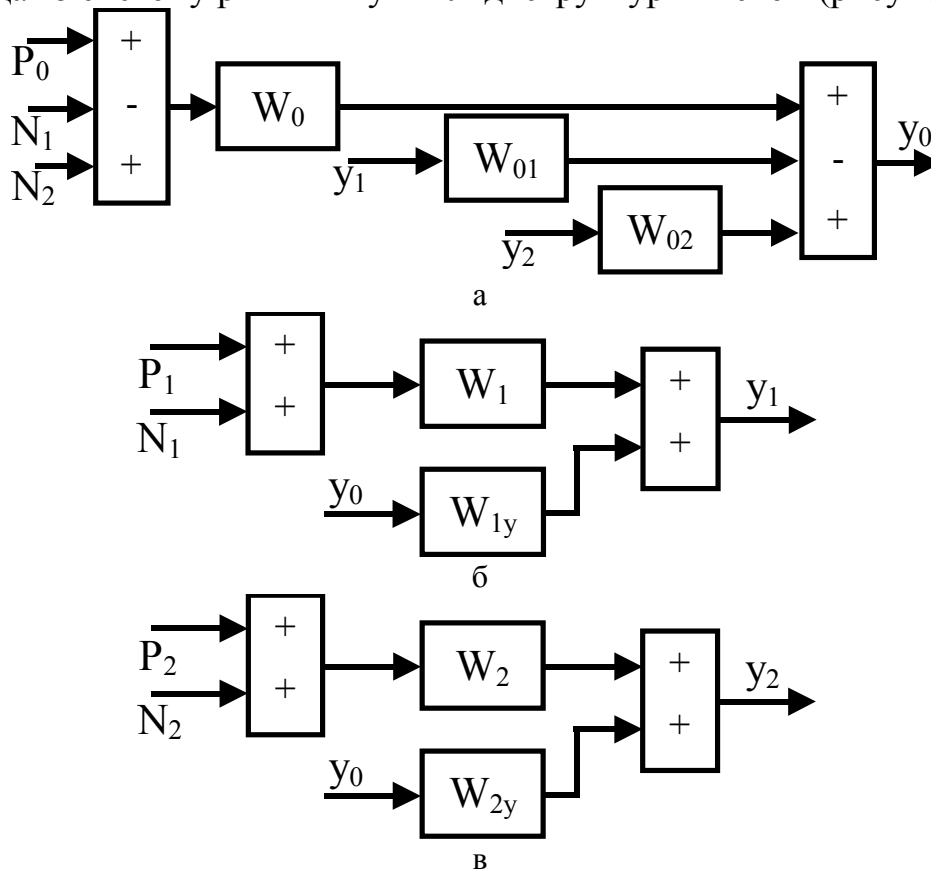 P0
N1
N2
+
-
+
W0
y1
W01
y2
W02
+
-
+
y0
а
P1
N1
+
+
W1
y0
W1y
+
+
y1
б
P2
N2
+
+
W2
y0
W2y
+
+
y2
в